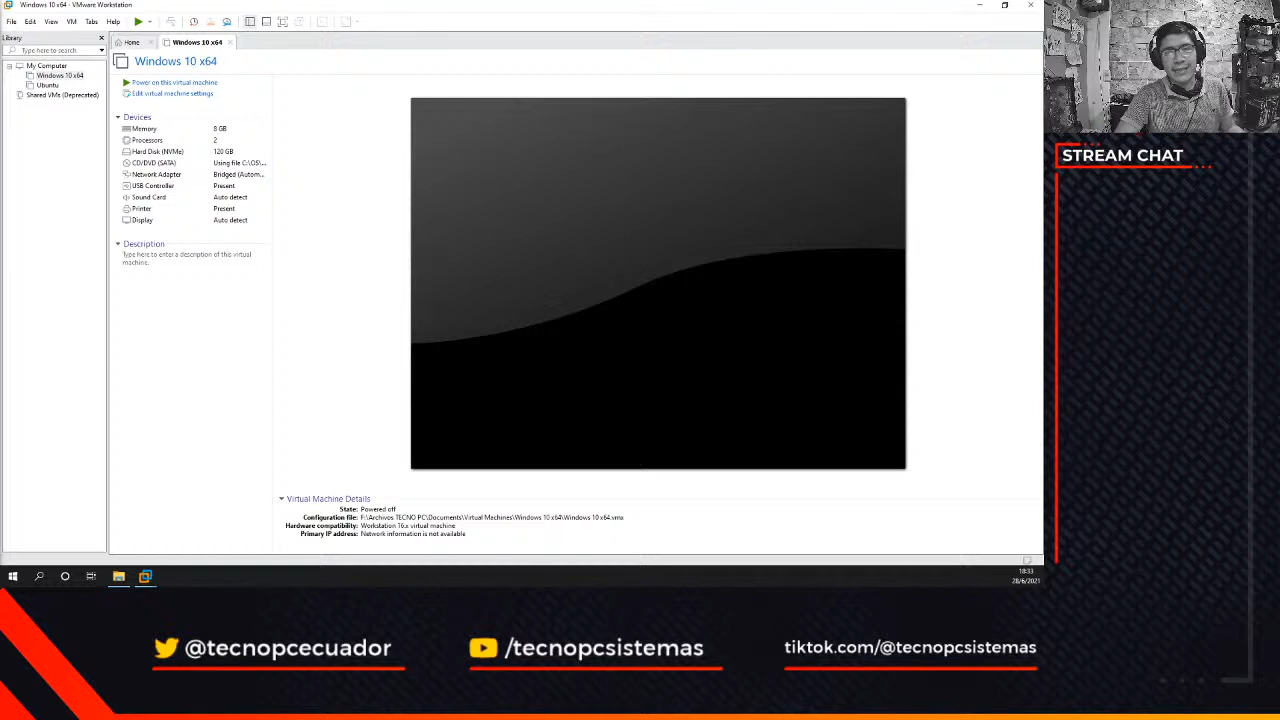 Windows 10 x64 - VMware Workstation
File Edit View VM Tabs Help
Library
Type here to search
My Computer
Windows 10 x64
Ubuntu
Shared VMs (Deprecated)
Home
Windows 10 x64
Windows 10 x64
Power on this virtual machine
Edit virtual machine settings
Devices
Memory 8 GB
Processors 2
Hard Disk (NVMe) 120 GB
CD/DVD (SATA) Using file C:\OS\...
Network Adapter Bridged (Autom...
USB Controller Present
Sound Card Auto detect
Printer Present
Display Auto detect
Description
Type here to enter a description of this virtual
machine.
Virtual Machine Details
State: Powered off
Configuration file: F:\Archivos TECNO PC\Documents\Virtual Machines\Windows 10 x64\Windows 10 x64.vmx
Hardware compatibility: Workstation 16.x virtual machine
Primary IP address: Network information is not available
18:33
28/6/2021
STREAM CHAT
@tecnopcecuador
/tecnopcsistemas
tiktok.com/@tecnopcsistemas